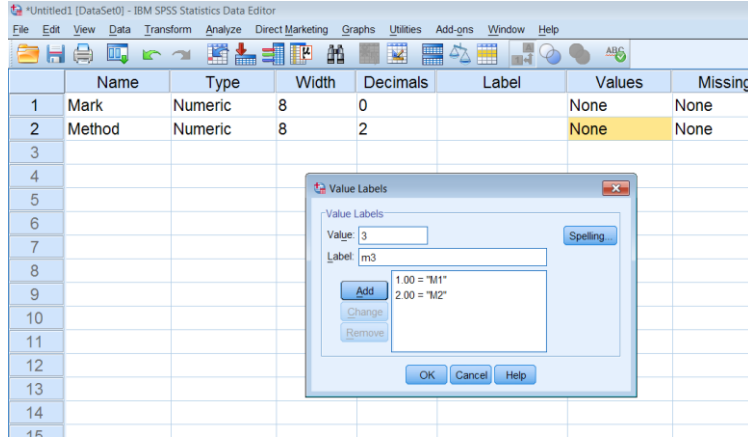 *Untitled1 [DataSet0] - IBM SPSS Statistics Data Editor
File Edit View Data Transform Analyze Direct Marketing Graphs Utilities Add-ons Window Help
Name Type Width Decimals Label Values Missing
1 Mark Numeric 8 0 None None
2 Method Numeric 8 2 None None
3
4
5
6
7
8
9
10
11
12
13
14
15
Value Labels
Value Labels
Value: 3
Spelling...
Label: m3
Add
Change
Remove
1.00 = "M1"
2.00 = "M2"
OK Cancel Help